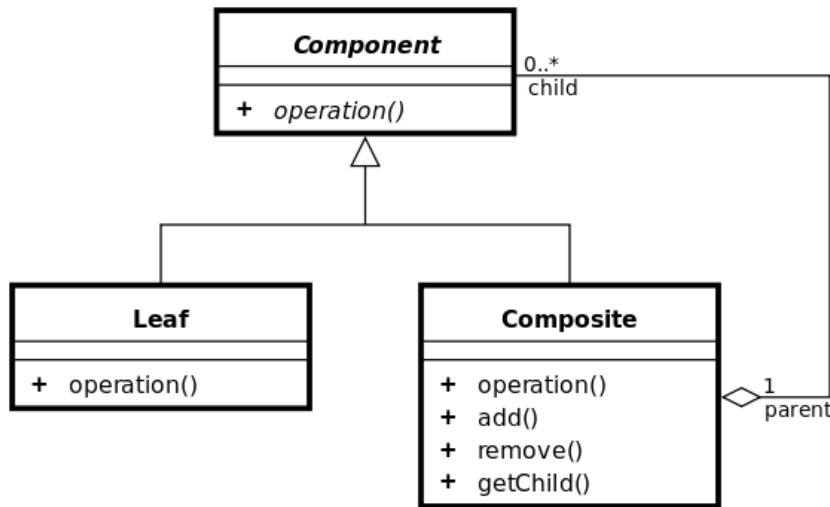 Component
+ operation()
0..*
child
Leaf
+ operation()
Composite
+ operation()
+ add()
+ remove()
+ getChild()
1
parent